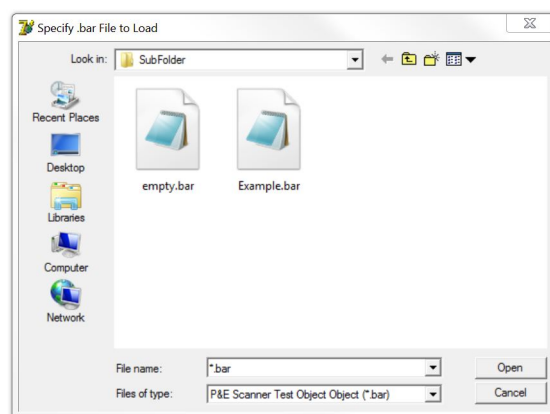 Specify .bar File to Load
Look in: SubFolder
Recent Places
Desktop
Libraries
Computer
Network
empty.bar Example.bar
File name: *.bar Open
Files of type: P&E Scanner Test Object Object (*.bar) Cancel